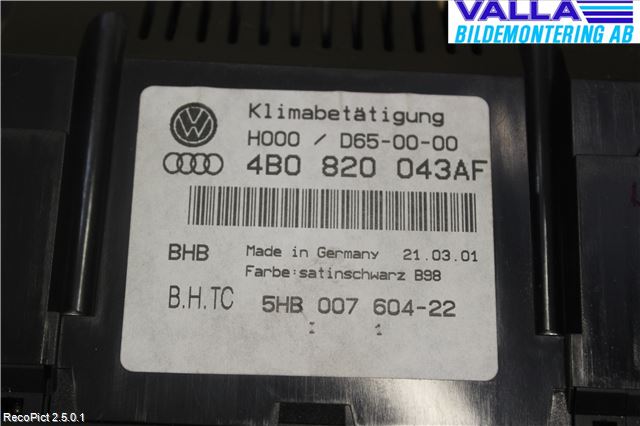 VALLA
BILDEMONTERING AB
Klimabetätigung
H000 / D65-00-00
4B0 820 043AF
BHB Made in Germany 21.03.01
Farbe:satinschwarz B98
B.H.TC 5HB 007 604-22
I 1
RecoPict 2.5.0.1